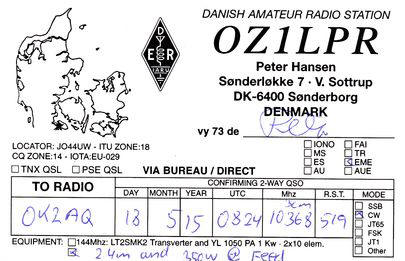 DANISH AMATEUR RADIO STATION
OZ1LPR
Peter Hansen
Sønderløkke 7 · V. Sottrup
DK-6400 Sønderborg
DENMARK
vy 73 de
EDR
LOCATOR: JO44UW - ITU ZONE:18
CQ ZONE:14 - IOTA:EU-029
IONO FAI
MS TR
ES EME
AU AUE
TNX QSL PSE QSL VIA BUREAU / DIRECT
TO RADIO
CONFIRMING 2-WAY QSO
DAY MONTH YEAR UTC Mhz R.S.T. MODE
OK2AQ 18 5 15 0824 10368 519
SSB
CW
JT65
FSK
JT1
Other
EQUIPMENT: 144Mhz: LT2SMK2 Transverter and YL 1050 PA 1 Kw - 2x10 elem.
2,4m and 350W @ Feed